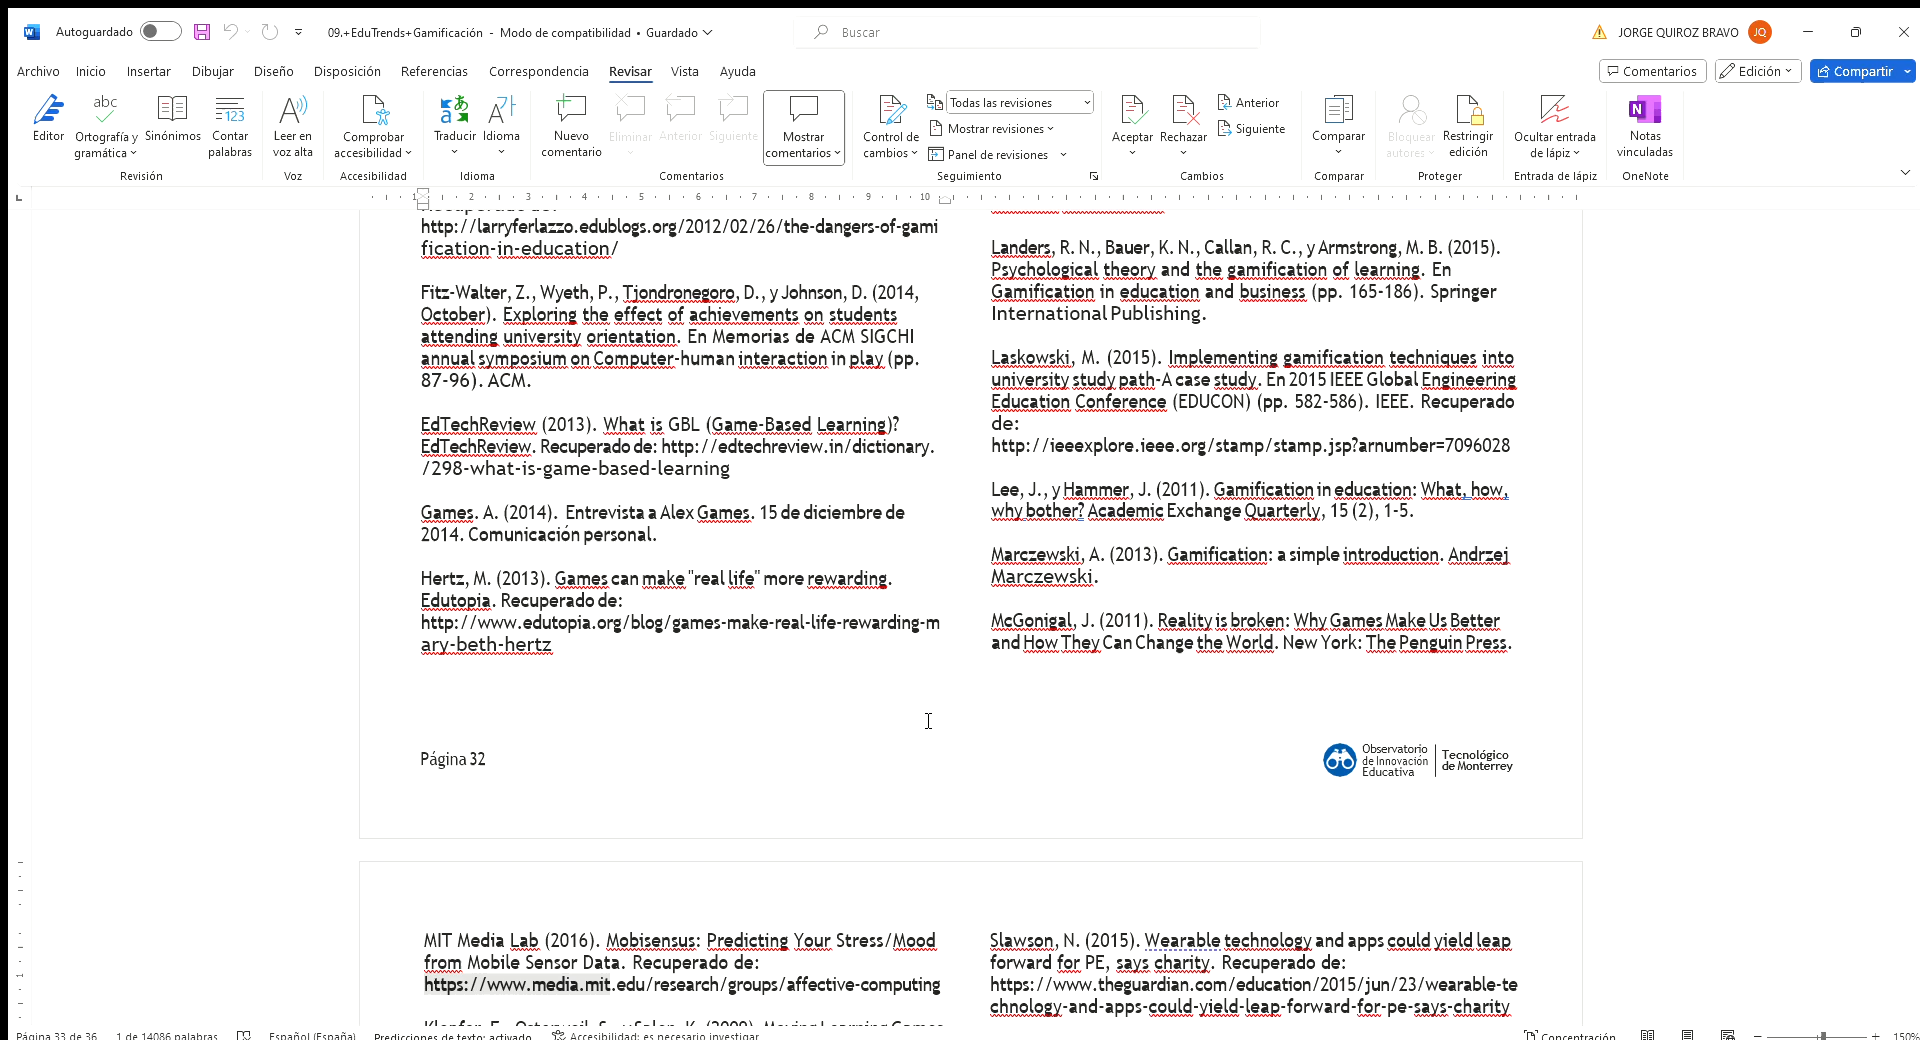 Autoguardado
09.+EduTrends+Gamificación - Modo de compatibilidad • Guardado
Buscar
JORGE QUIROZ BRAVO
JQ
Archivo Inicio Insertar Dibujar Diseño Disposición Referencias Correspondencia Revisar Vista Ayuda
Comentarios
Edición
Compartir
Editor
Ortografía y gramática
Sinónimos
Contar palabras
Revisión
Leer en voz alta
Voz
Comprobar accesibilidad
Accesibilidad
Traducir
Idioma
Idioma
Nuevo comentario
Eliminar
Anterior
Siguiente
Mostrar comentarios
Comentarios
Control de cambios
Todas las revisiones
Mostrar revisiones
Panel de revisiones
Seguimiento
Aceptar
Rechazar
Anterior
Siguiente
Cambios
Comparar
Comparar
Bloquear autores
Restringir edición
Proteger
Ocultar entrada de lápiz
Entrada de lápiz
Notas vinculadas
OneNote
1 1 2 3 4 5 6 7 8 9 10
http://larryferlazzo.edublogs.org/2012/02/26/the-dangers-of-gami
fication-in-education/
Fitz-Walter, Z., Wyeth, P., Tjondronegoro, D., y Johnson, D. (2014,
October). Exploring the effect of achievements on students
attending university orientation. En Memorias de ACM SIGCHI
annual symposium on Computer-human interaction in play (pp.
87-96). ACM.
EdTechReview (2013). What is GBL (Game-Based Learning)?
EdTechReview. Recuperado de: http://edtechreview.in/dictionary.
/298-what-is-game-based-learning
Games. A. (2014). Entrevista a Alex Games. 15 de diciembre de
2014. Comunicación personal.
Hertz, M. (2013). Games can make "real life" more rewarding.
Edutopia. Recuperado de:
http://www.edutopia.org/blog/games-make-real-life-rewarding-m
ary-beth-hertz
Landers, R. N., Bauer, K. N., Callan, R. C., y Armstrong, M. B. (2015).
Psychological theory and the gamification of learning. En
Gamification in education and business (pp. 165-186). Springer
International Publishing.
Laskowski, M. (2015). Implementing gamification techniques into
university study path-A case study. En 2015 IEEE Global Engineering
Education Conference (EDUCON) (pp. 582-586). IEEE. Recuperado
de:
http://ieeexplore.ieee.org/stamp/stamp.jsp?arnumber=7096028
Lee, J., y Hammer, J. (2011). Gamification in education: What, how,
why bother? Academic Exchange Quarterly, 15 (2), 1-5.
Marczewski, A. (2013). Gamification: a simple introduction. Andrzej
Marczewski.
McGonigal, J. (2011). Reality is broken: Why Games Make Us Better
and How They Can Change the World. New York: The Penguin Press.
Página 32
Observatorio
de Innovación
Educativa
Tecnológico
de Monterrey
MIT Media Lab (2016). Mobisensus: Predicting Your Stress/Mood
from Mobile Sensor Data. Recuperado de:
https://www.media.mit.edu/research/groups/affective-computing
Klopfer, E., Osterweil, S., y Salen, K. (2009). Moving Learning Games
Slawson, N. (2015). Wearable technology and apps could yield leap
forward for PE, says charity. Recuperado de:
https://www.theguardian.com/education/2015/jun/23/wearable-te
chnology-and-apps-could-yield-leap-forward-for-pe-says-charity
Página 33 de 36 1 de 14086 palabras Español (España) Predicciones de texto: activado Accesibilidad: es necesario investigar
Concentración 150%